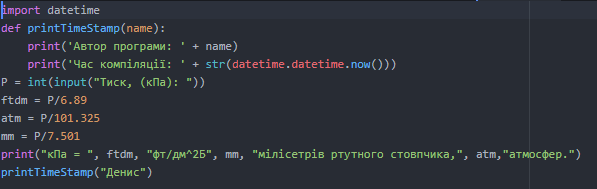 import datetime
def printTimeStamp(name):
    print('Автор програми: ' + name)
    print('Час компіляції: ' + str(datetime.datetime.now()))
P = int(input("Тиск, (кПа): "))
ftdm = P/6.89
atm = P/101.325
mm = P/7.501
print("кПа = ", ftdm, "фт/дм^2Б", mm, "мілісетрів ртутного стовпчика,", atm,"атмосфер.")
printTimeStamp("Денис")